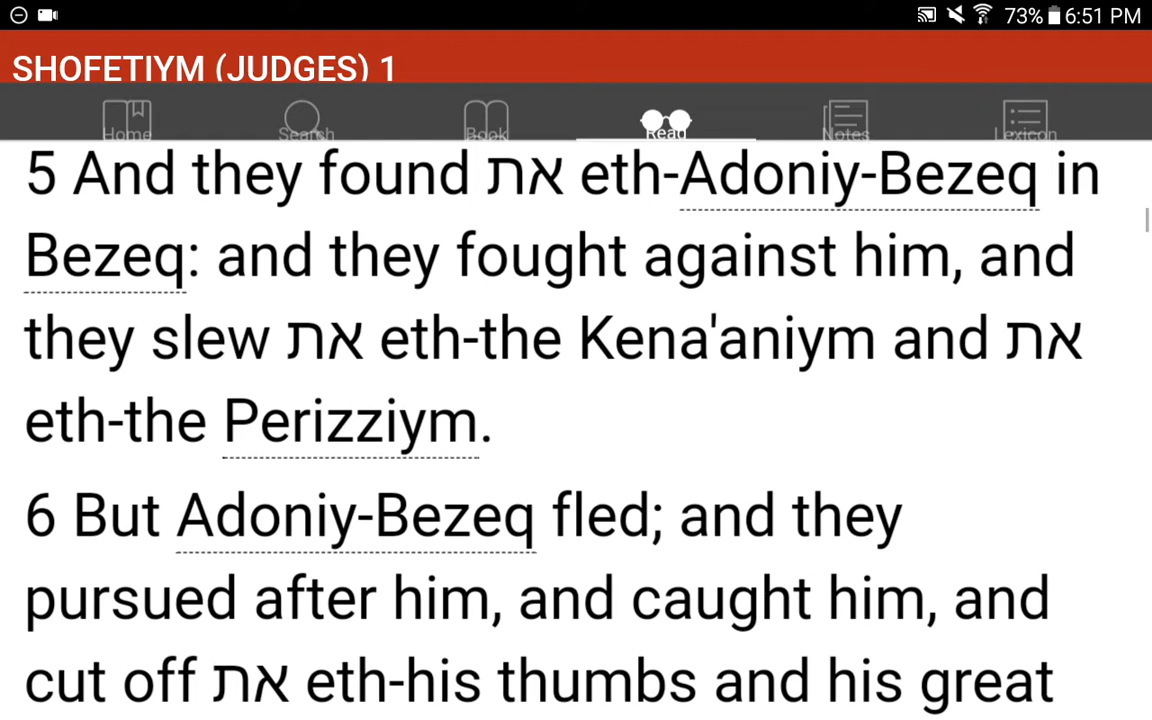 73% 6:51 PM
SHOFETIYM (JUDGES) 1
Home Search Book Read Notes Lexicon
5 And they found את eth-Adoniy-Bezeq in
Bezeq: and they fought against him, and
they slew את eth-the Kena'aniym and את
eth-the Perizziym.
6 But Adoniy-Bezeq fled; and they
pursued after him, and caught him, and
cut off את eth-his thumbs and his great